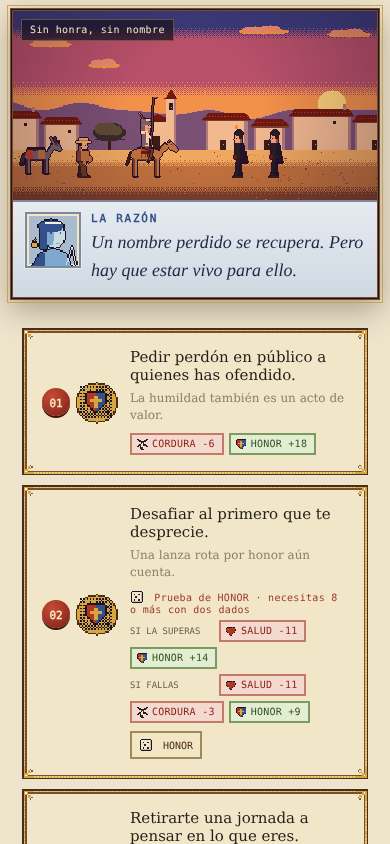 Sin honra, sin nombre
LA RAZÓN
Un nombre perdido se recupera. Pero
hay que estar vivo para ello.
01
Pedir perdón en público a
quienes has ofendido.
La humildad también es un acto de
valor.
CORDURA -6
HONOR +18
02
Desafiar al primero que te
desprecie.
Una lanza rota por honor aún
cuenta.
Prueba de HONOR · necesitas 8
o más con dos dados
SI LA SUPERAS
SALUD -11
HONOR +14
SI FALLAS
SALUD -11
CORDURA -3
HONOR +9
HONOR
Retirarte una jornada a
pensar en lo que eres.